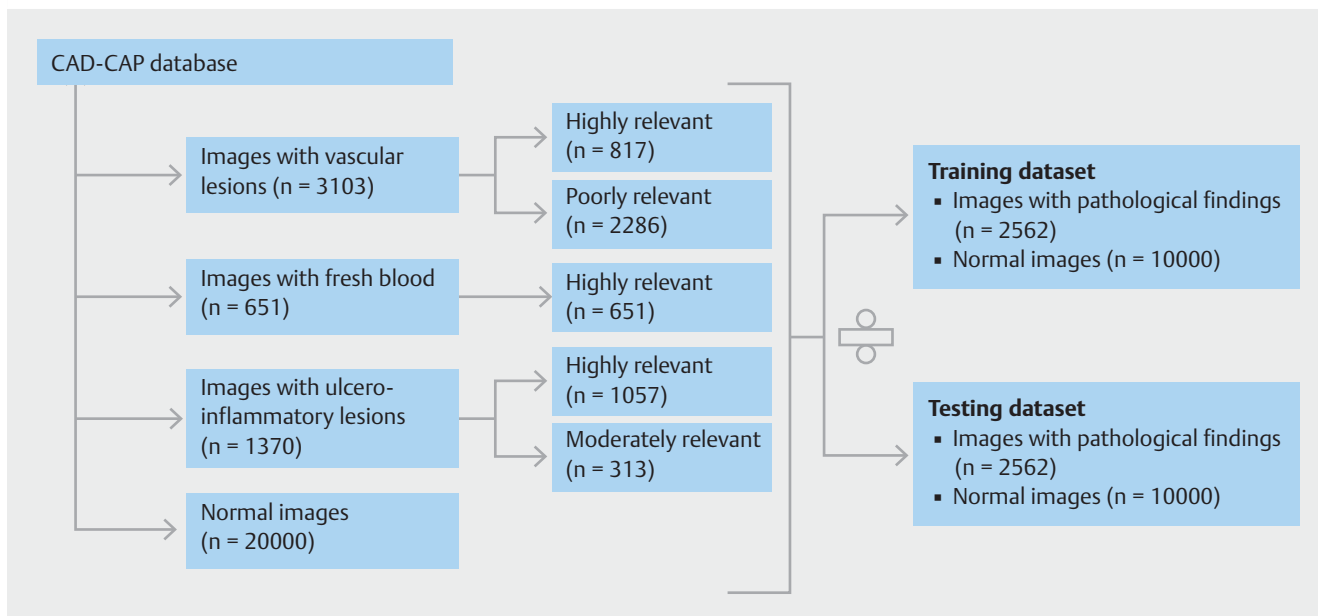 CAD-CAP database
Images with vascular
lesions (n = 3103)
Highly relevant
(n = 817)
Poorly relevant
(n = 2286)
Images with fresh blood
(n = 651)
Highly relevant
(n = 651)
Images with ulcero-
inflammatory lesions
(n = 1370)
Highly relevant
(n = 1057)
Moderately relevant
(n = 313)
Normal images
(n = 20000)
Training dataset
▪ Images with pathological findings
(n = 2562)
▪ Normal images (n = 10000)
Testing dataset
▪ Images with pathological findings
(n = 2562)
▪ Normal images (n = 10000)